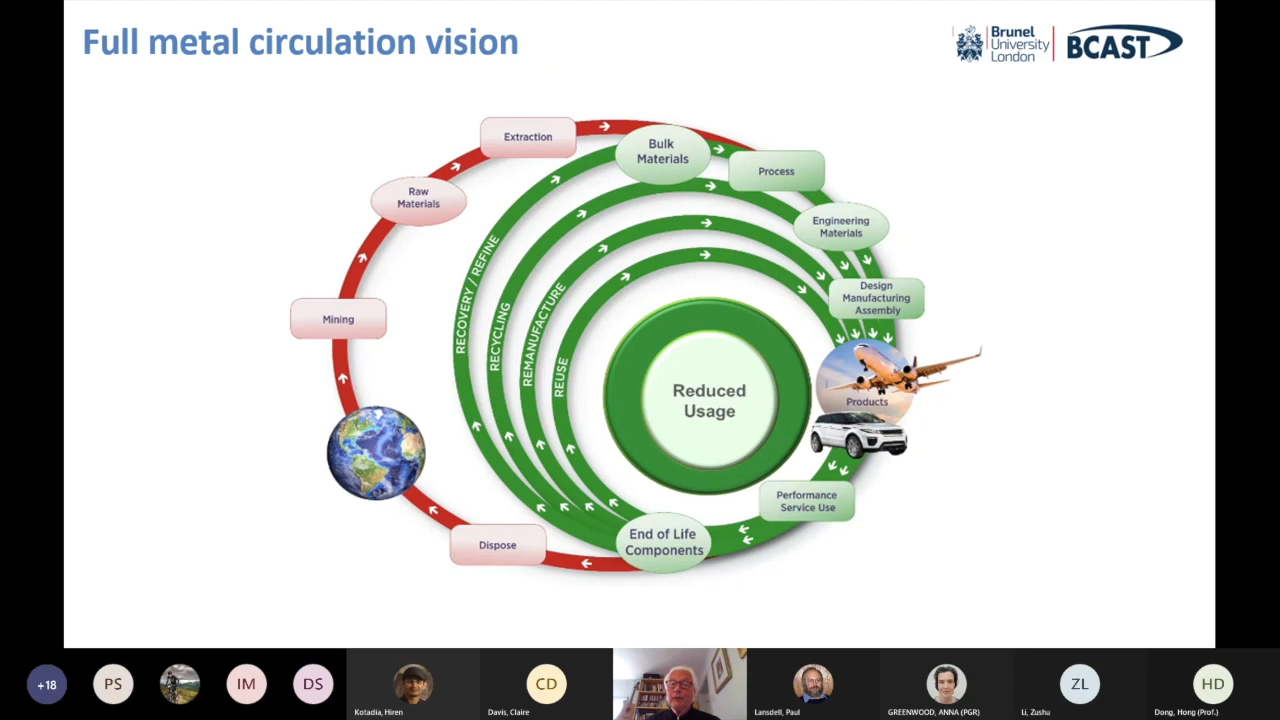 Full metal circulation vision
Brunel
University
London
BCAST
Extraction
Bulk
Materials
Process
Raw
Materials
Engineering
Materials
Design
Manufacturing
Assembly
Mining
RECOVERY / REFINE
RECYCLING
REMANUFACTURE
REUSE
Reduced
Usage
Products
Performance
Service Use
End of Life
Components
Dispose
+18
PS
IM
DS
Kotadia, Hiren
CD
Davis, Claire
Lansdell, Paul
GREENWOOD, ANNA (PGR)
ZL
Li, Zushu
HD
Dong, Hong (Prof.)